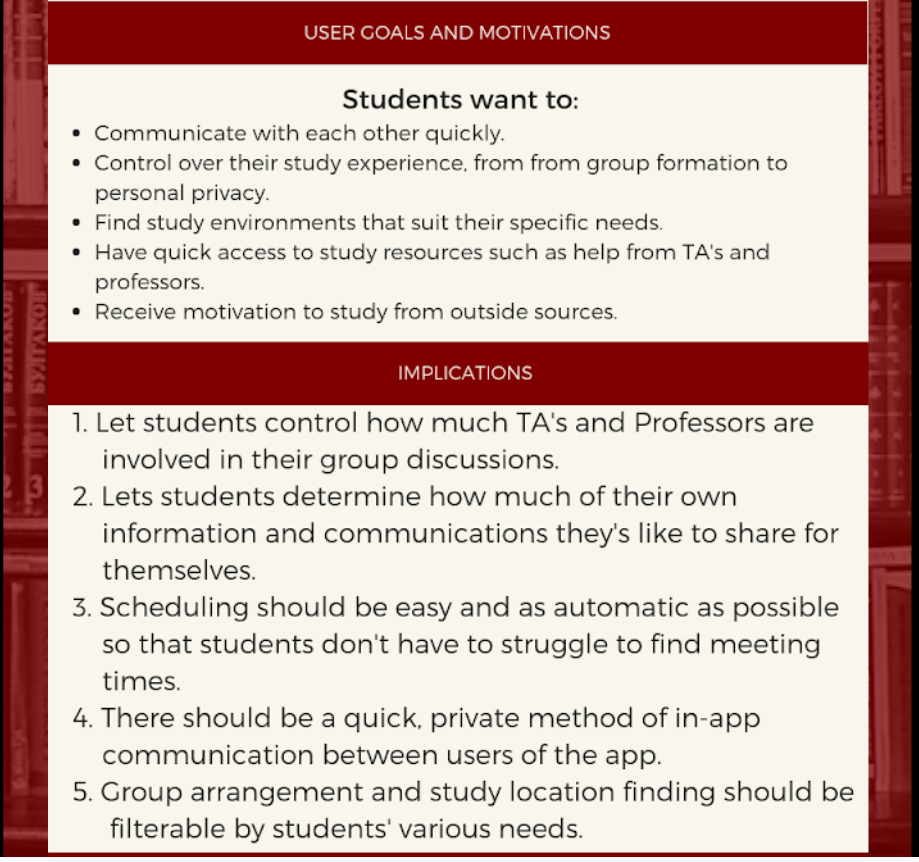 USER GOALS AND MOTIVATIONS
Students want to:
• Communicate with each other quickly.
• Control over their study experience, from from group formation to
personal privacy.
• Find study environments that suit their specific needs.
• Have quick access to study resources such as help from TA's and
professors.
• Receive motivation to study from outside sources.
IMPLICATIONS
1. Let students control how much TA's and Professors are
involved in their group discussions.
2. Lets students determine how much of their own
information and communications they's like to share for
themselves.
3. Scheduling should be easy and as automatic as possible
so that students don't have to struggle to find meeting
times.
4. There should be a quick, private method of in-app
communication between users of the app.
5. Group arrangement and study location finding should be
filterable by students' various needs.
БУЛГАКОВ
БУЛГАКОВ
2 3